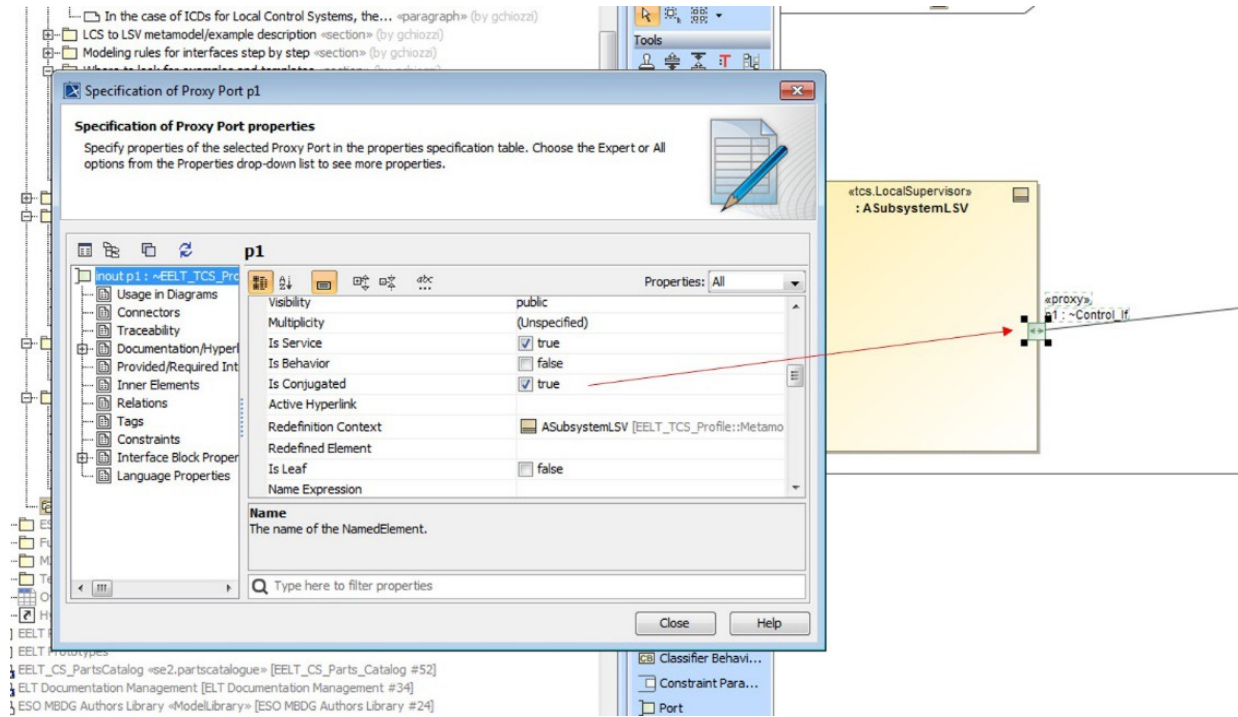 In the case of ICDs for Local Control Systems, the... «paragraph» (by gchiozzi)
LCS to LSV metamodel/example description «section» (by gchiozzi)
Modeling rules for interfaces step by step «section» (by gchiozzi)
Tools
Specification of Proxy Port p1
Specification of Proxy Port properties
Specify properties of the selected Proxy Port in the properties specification table. Choose the Expert or All
options from the Properties drop-down list to see more properties.
p1
inout p1 : ~EELT_TCS_Pro
Usage in Diagrams
Connectors
Traceability
Documentation/Hyperl
Provided/Required Int
Inner Elements
Relations
Tags
Constraints
Interface Block Proper
Language Properties
Properties: All
Visibility public
Multiplicity (Unspecified)
Is Service true
Is Behavior false
Is Conjugated true
Active Hyperlink
Redefinition Context ASubsystemLSV [EELT_TCS_Profile::Metamo
Redefined Element
Is Leaf false
Name Expression
Name
The name of the NamedElement.
Type here to filter properties
Close Help
«tcs.LocalSupervisor»
: ASubsystemLSV
«proxy»
p1 : ~Control_If
EELT Prototypes
EELT_CS_PartsCatalog «se2.partscatalogue» [EELT_CS_Parts_Catalog #52]
ELT Documentation Management [ELT Documentation Management #34]
ESO MBDG Authors Library «ModelLibrary» [ESO MBDG Authors Library #24]
Classifier Behavi...
Constraint Para...
Port